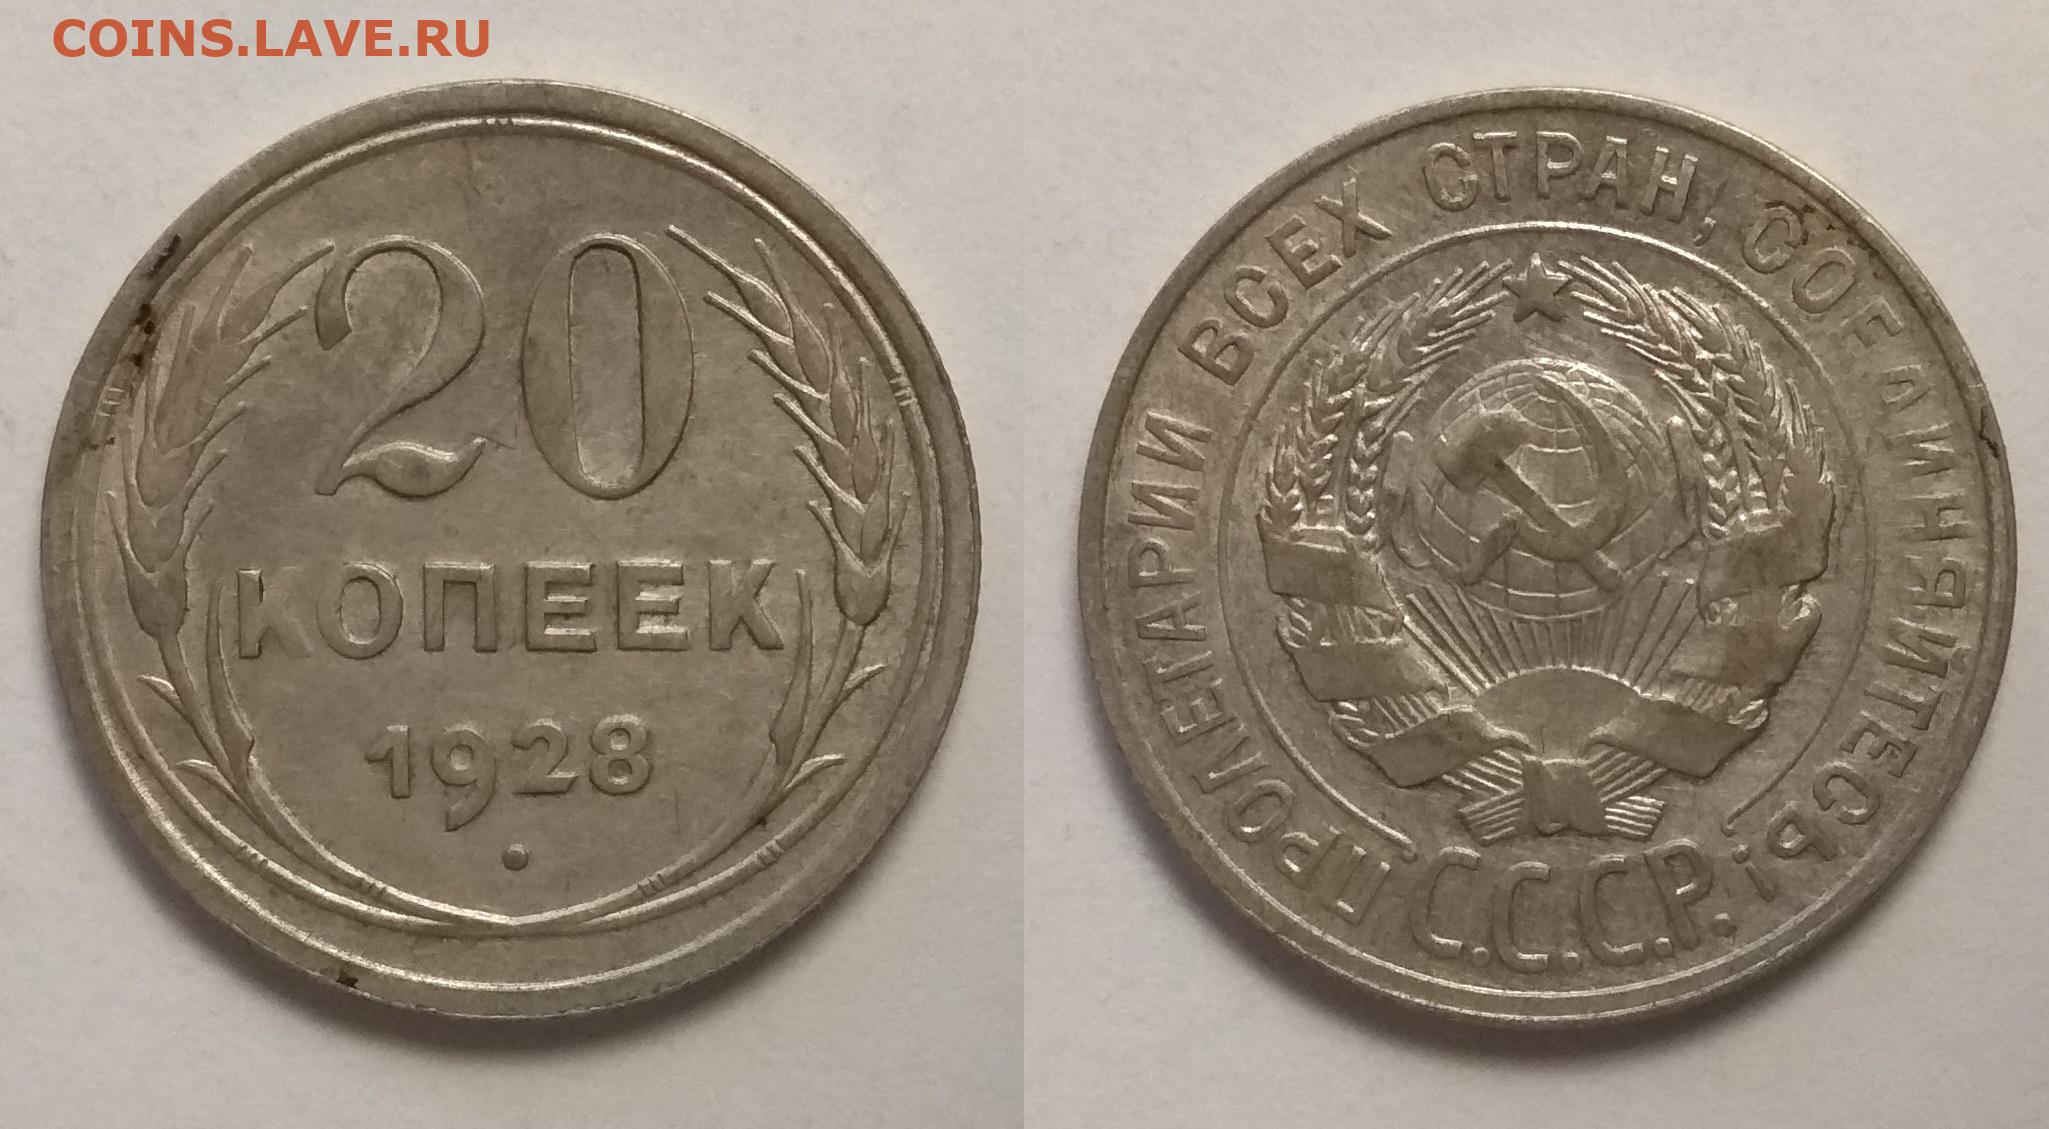 COINS.LAVE.RU
20
КОПЕЕК
1928
ПРОЛЕТАРИИ ВСЕХ СТРАН, СОЕДИНЯЙТЕСЬ!
С.С.С.Р.